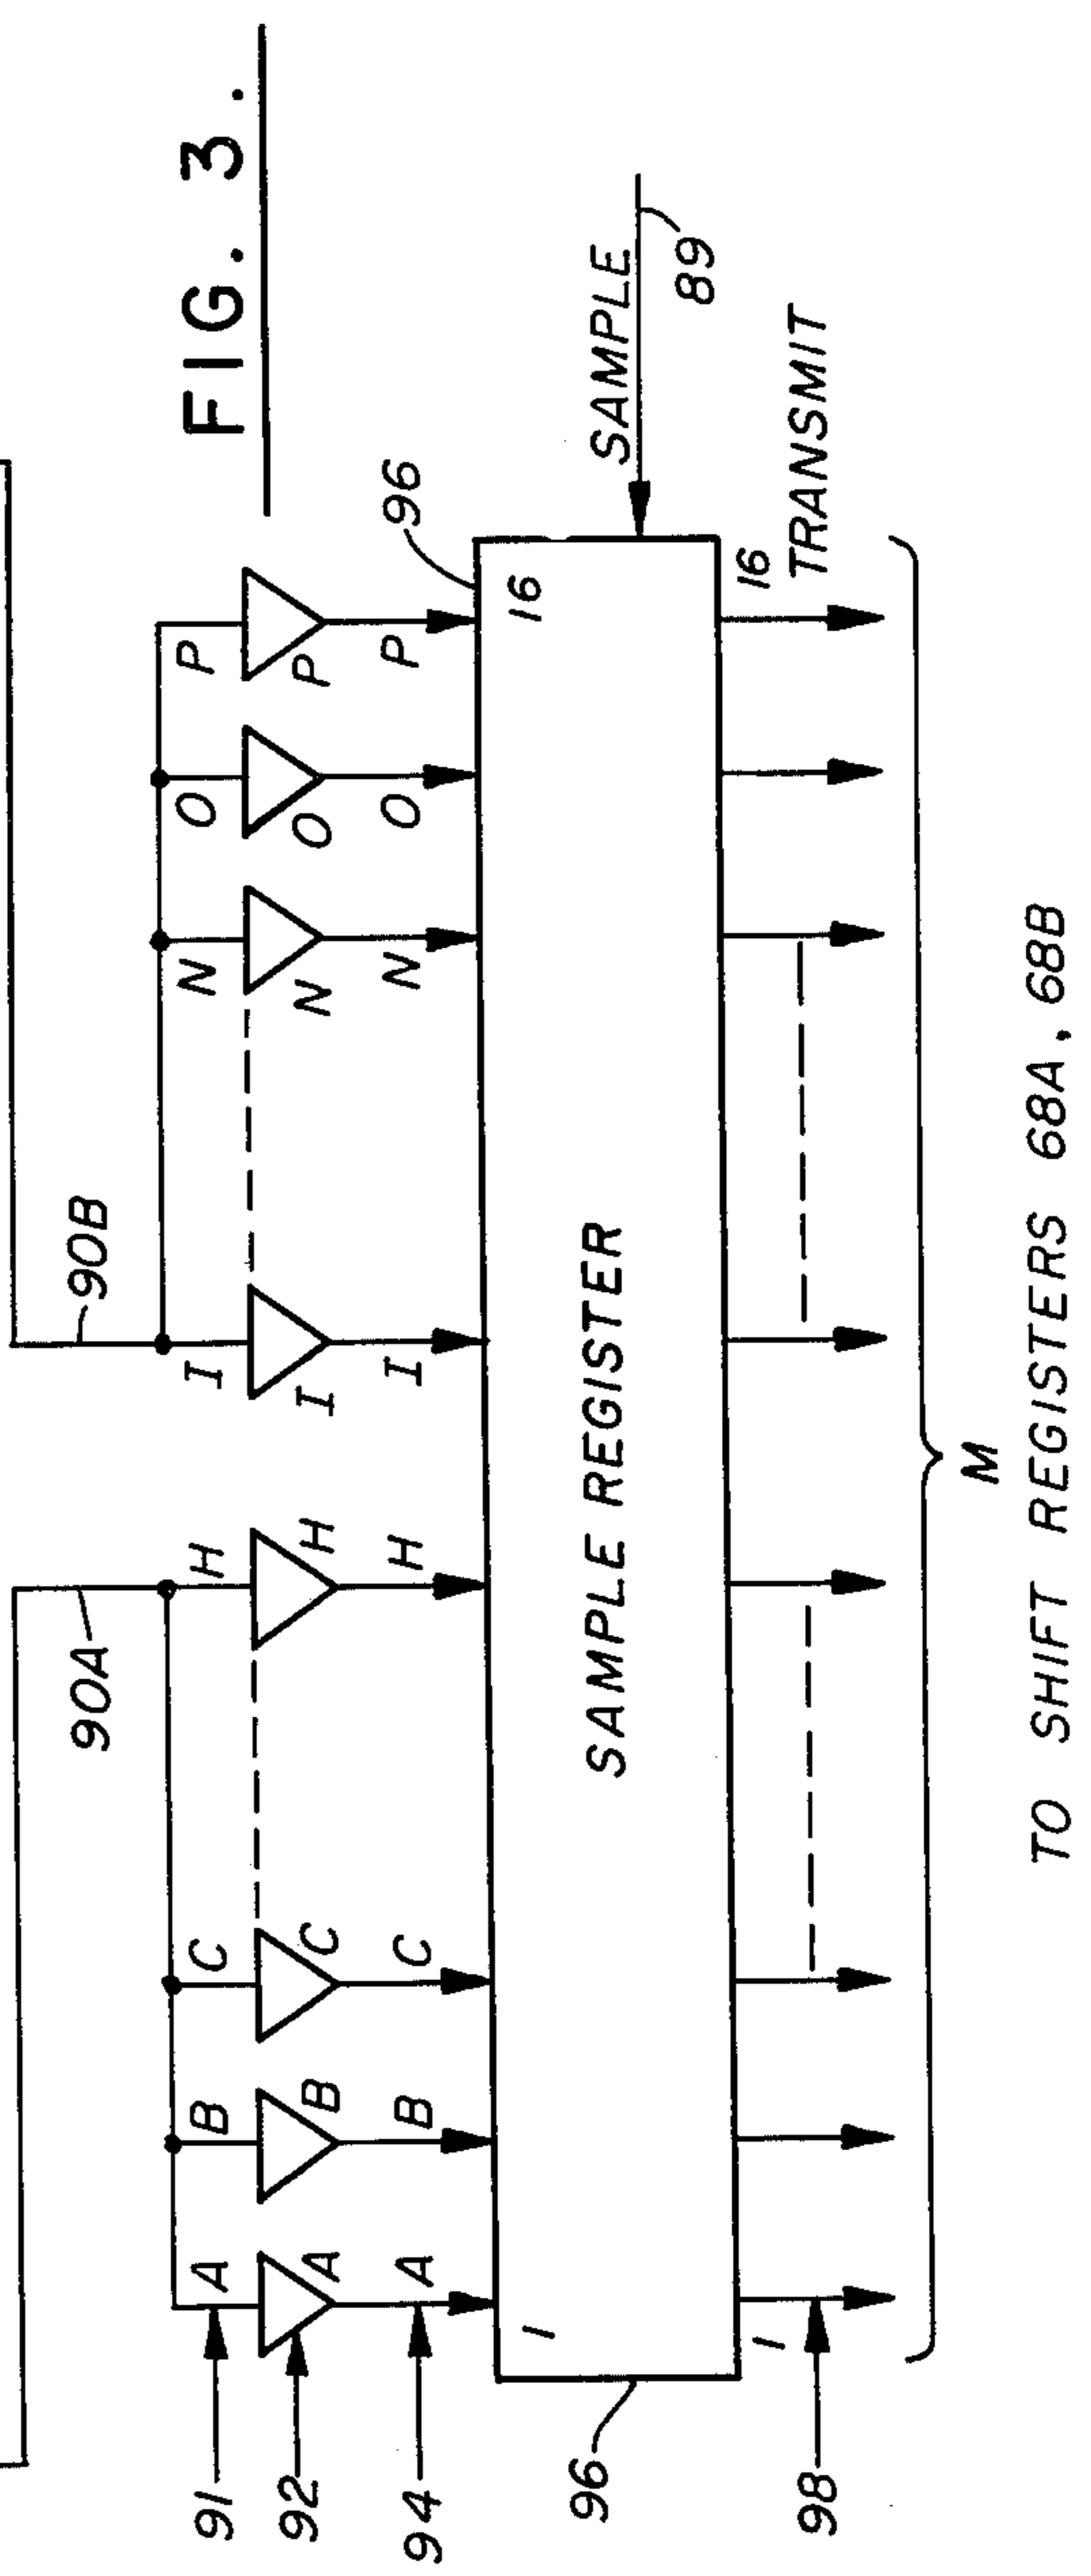 FIG. 3.
90A
90B
91
A B C H I N O P
92
A B C H I N O P
94
A B C H I N O P
96
96
1 16
SAMPLE REGISTER
SAMPLE
89
1 16
TRANSMIT
98
M
TO SHIFT REGISTERS 68A, 68B